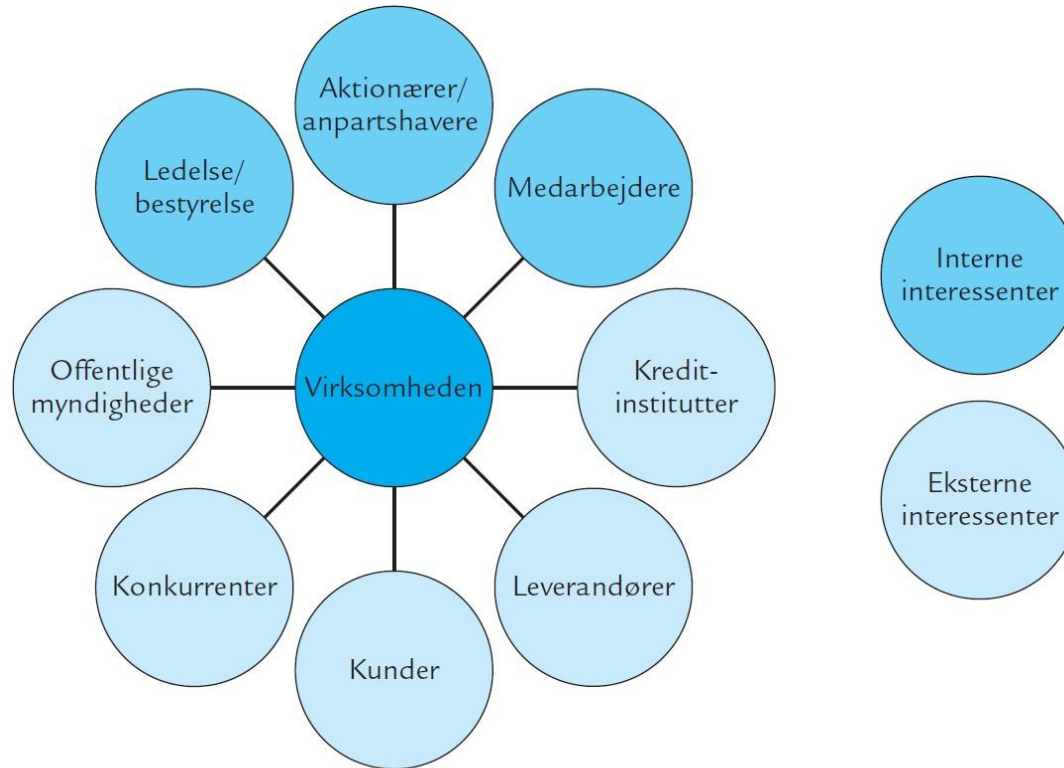 Aktionærer/
anpartshavere
Ledelse/
bestyrelse
Medarbejdere
Interne
interessenter
Offentlige
myndigheder
Virksomheden
Kredit-
institutter
Eksterne
interessenter
Konkurrenter
Leverandører
Kunder